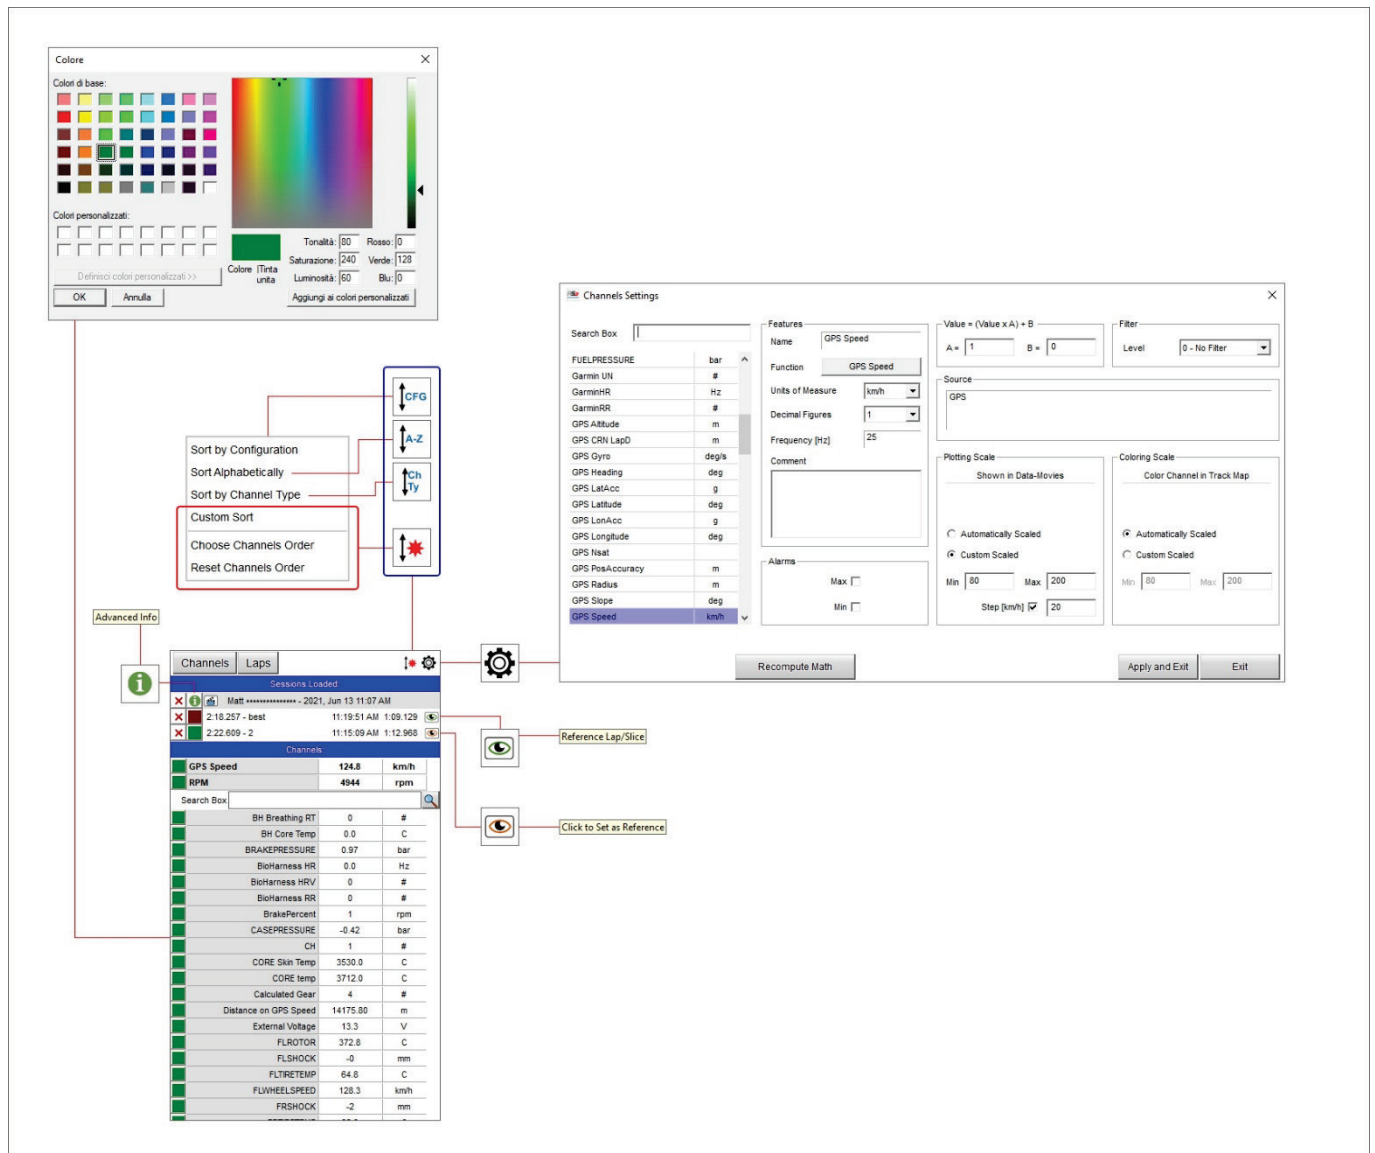 Colore
Colori di base:
Colori personalizzati:
Definisci colori personalizzati >>
OK
Annulla
Colore |Tinta unita
Tonalità: 80
Rosso: 0
Saturazione: 240
Verde: 128
Luminosità: 60
Blu: 0
Aggiungi ai colori personalizzati
CFG
A-Z
Ch
Ty
Sort by Configuration
Sort Alphabetically
Sort by Channel Type
Custom Sort
Choose Channels Order
Reset Channels Order
Channels Settings
Search Box
FUELPRESSURE bar
Garmin UN #
GarminHR Hz
GarminRR #
GPS Altitude m
GPS CRN LapD m
GPS Gyro deg/s
GPS Heading deg
GPS LatAcc g
GPS Latitude deg
GPS LonAcc g
GPS Longitude deg
GPS Nsat
GPS PosAccuracy m
GPS Radius m
GPS Slope deg
GPS Speed km/h
Features
Name GPS Speed
Function GPS Speed
Units of Measure km/h
Decimal Figures 1
Frequency [Hz] 25
Comment
Alarms
Max
Min
Value = (Value x A) + B
A = 1 B = 0
Filter
Level 0 - No Filter
Source
GPS
Plotting Scale
Shown in Data-Movies
Automatically Scaled
Custom Scaled
Min 80 Max 200
Step [km/h] 20
Coloring Scale
Color Channel in Track Map
Automatically Scaled
Custom Scaled
Min 80 Max 200
Recompute Math
Apply and Exit
Exit
Advanced Info
Channels Laps
Sessions Loaded
Matt •••••••••••••••• - 2021, Jun 13 11:07 AM
2:18.257 - best 11:19:51 AM 1:09.129
2:22.609 - 2 11:15:09 AM 1:12.968
Channels
GPS Speed 124.8 km/h
RPM 4944 rpm
Search Box
BH Breathing RT 0 #
BH Core Temp 0.0 C
BRAKEPRESSURE 0.97 bar
BioHarness HR 0.0 Hz
BioHarness HRV 0 #
BioHarness RR 0 #
BrakePercent 1 rpm
CASEPRESSURE -0.42 bar
CH 1 #
CORE Skin Temp 3530.0 C
CORE temp 3712.0 C
Calculated Gear 4 #
Distance on GPS Speed 14175.80 m
External Voltage 13.3 V
FLROTOR 372.8 C
FLSHOCK -0 mm
FLTIRETEMP 64.8 C
FLWHEELSPEED 128.3 km/h
FRSHOCK -2 mm
Reference Lap/Slice
Click to Set as Reference